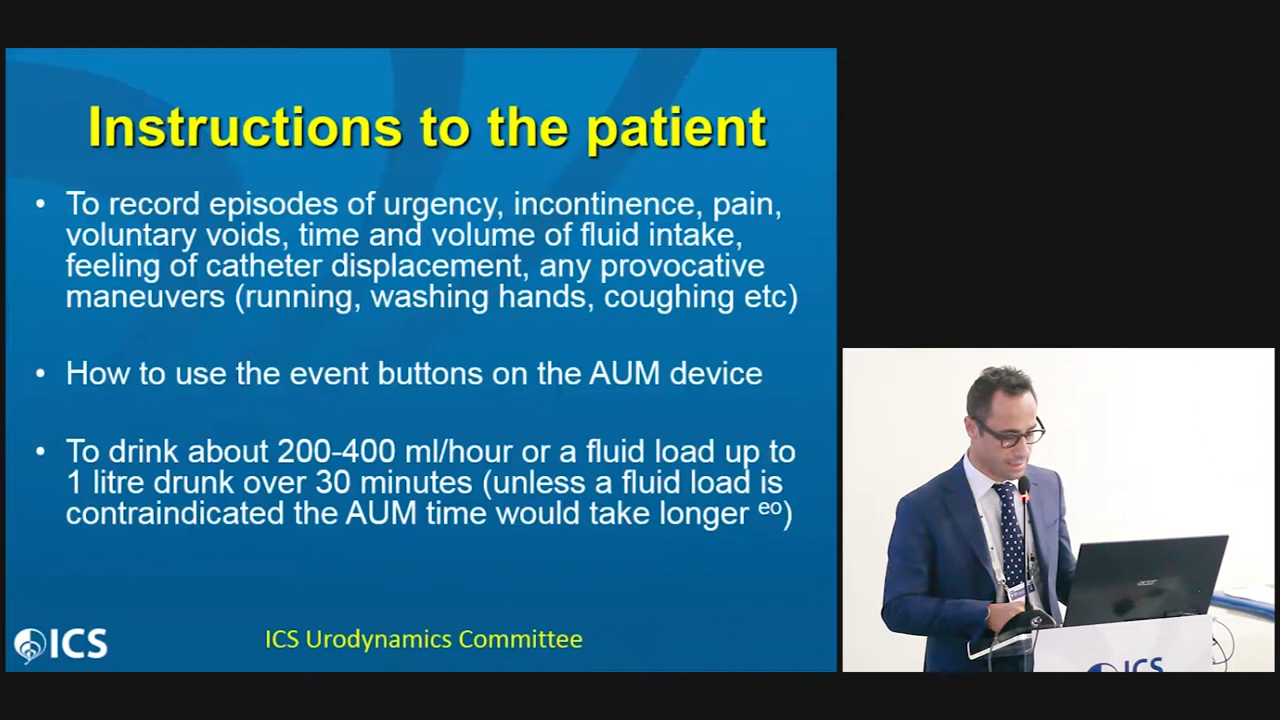 Instructions to the patient
• To record episodes of urgency, incontinence, pain,
voluntary voids, time and volume of fluid intake,
feeling of catheter displacement, any provocative
maneuvers (running, washing hands, coughing etc)
• How to use the event buttons on the AUM device
• To drink about 200-400 ml/hour or a fluid load up to
1 litre drunk over 30 minutes (unless a fluid load is
contraindicated the AUM time would take longer eo)
ICS
ICS Urodynamics Committee
acer
ICS